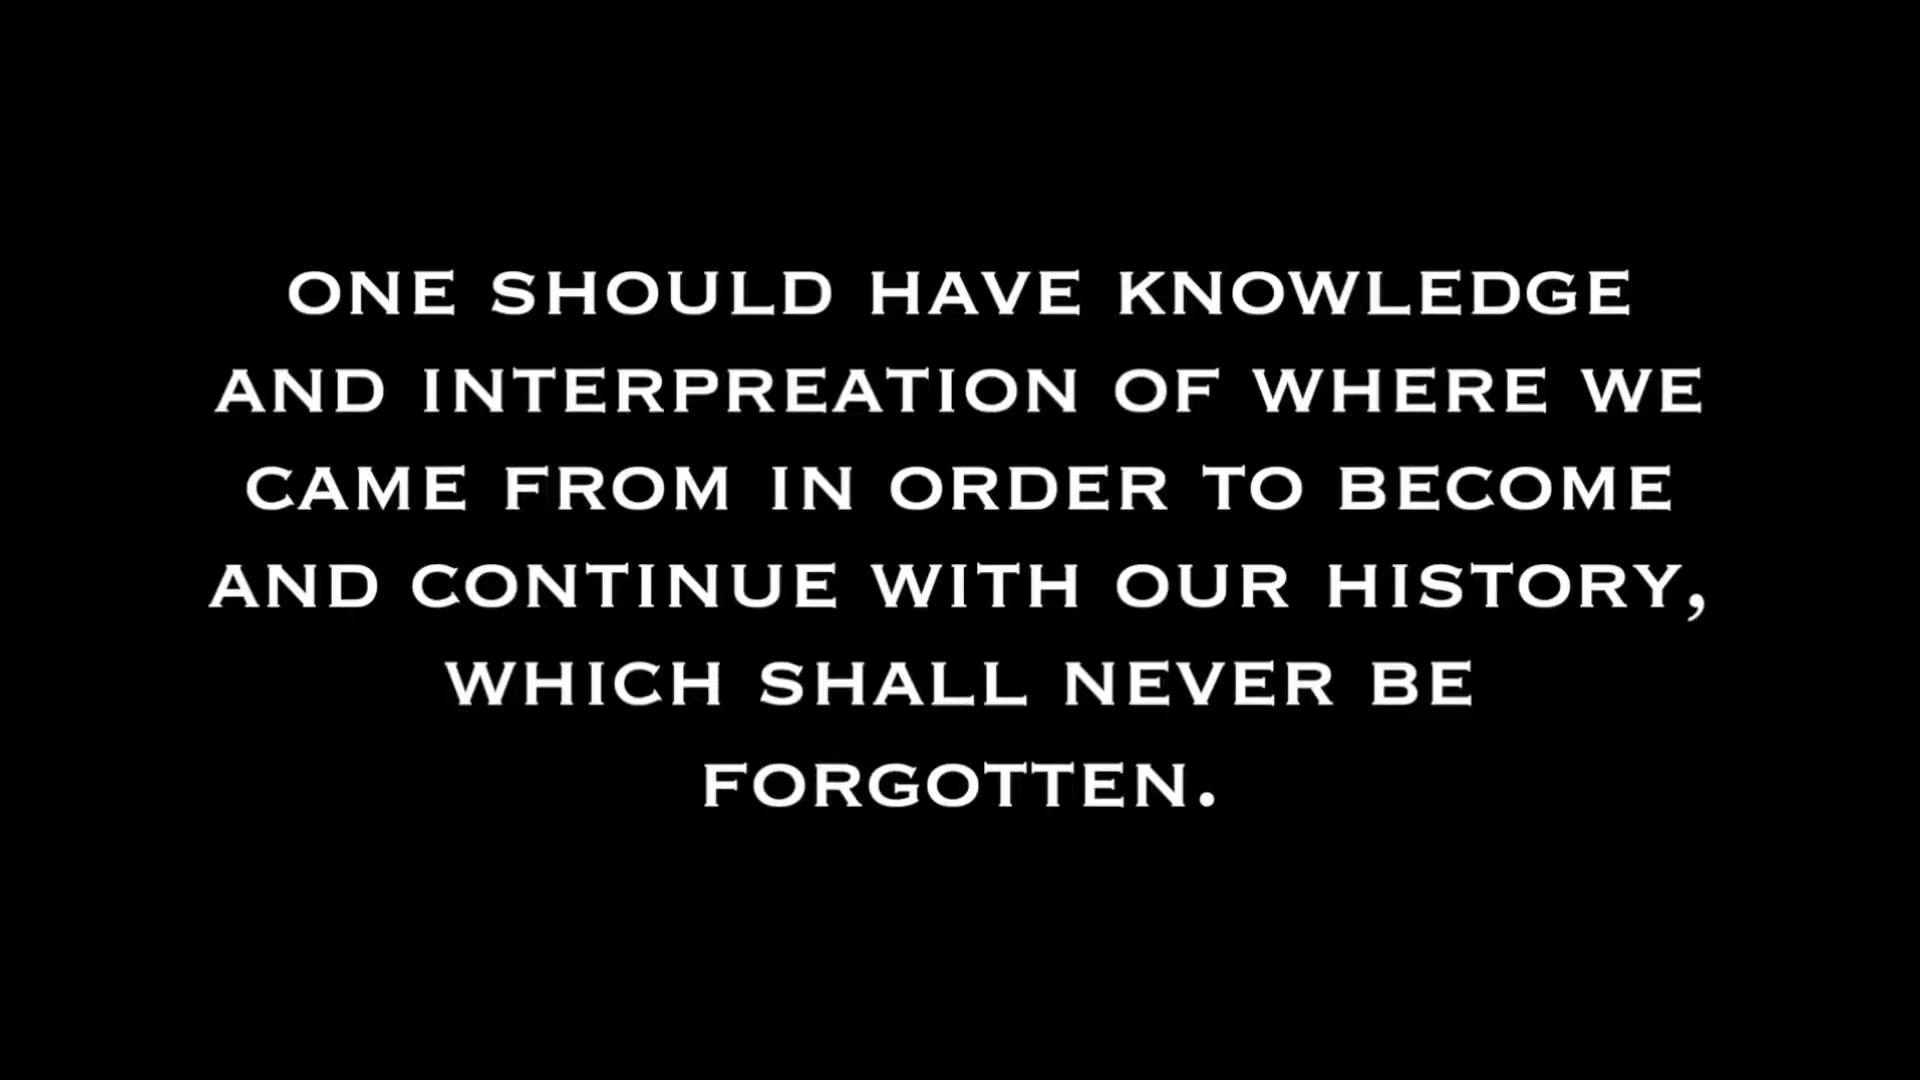 ONE SHOULD HAVE KNOWLEDGE
AND INTERPREATION OF WHERE WE
CAME FROM IN ORDER TO BECOME
AND CONTINUE WITH OUR HISTORY,
WHICH SHALL NEVER BE
FORGOTTEN.